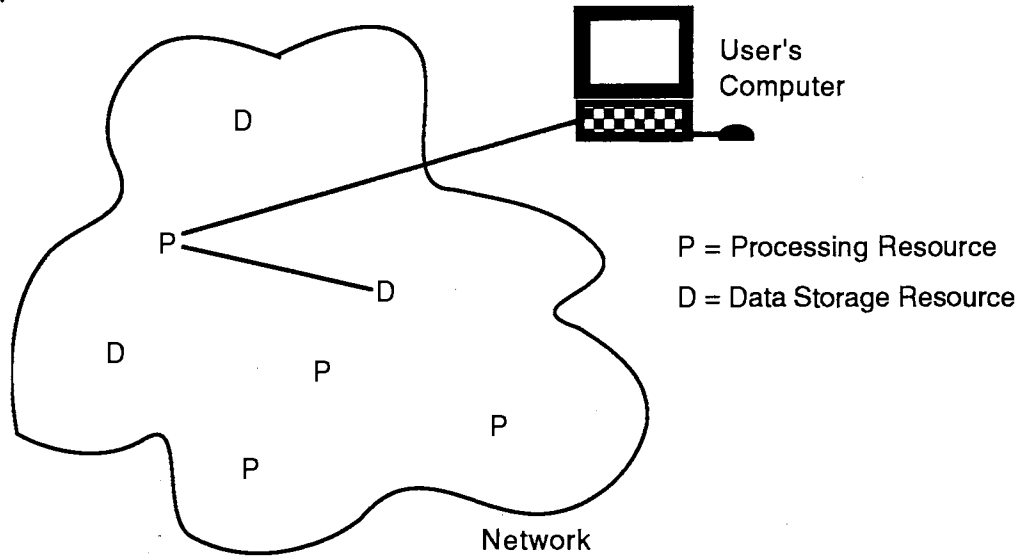 User's
Computer
D
P
P = Processing Resource
D
D = Data Storage Resource
D
P
P
P
Network